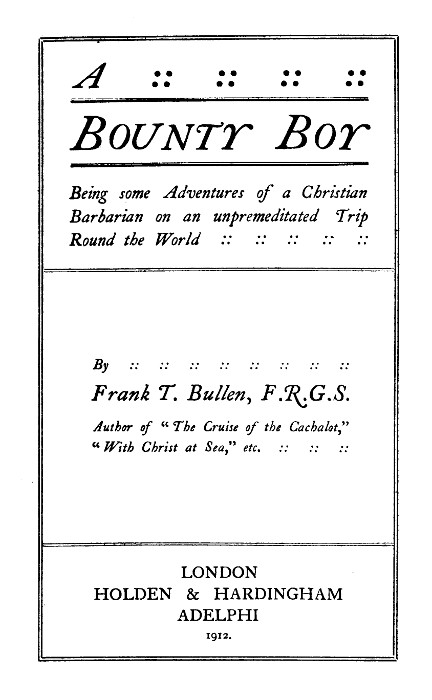 A :: :: :: ::
BOUNTY BOY
Being some Adventures of a Christian
Barbarian on an unpremeditated Trip
Round the World :: :: :: :: ::
By :: :: :: :: :: :: :: ::
Frank T. Bullen, F.R.G.S.
Author of “The Cruise of the Cachalot,”
“With Christ at Sea,” etc. :: :: ::
LONDON
HOLDEN & HARDINGHAM
ADELPHI
1912.